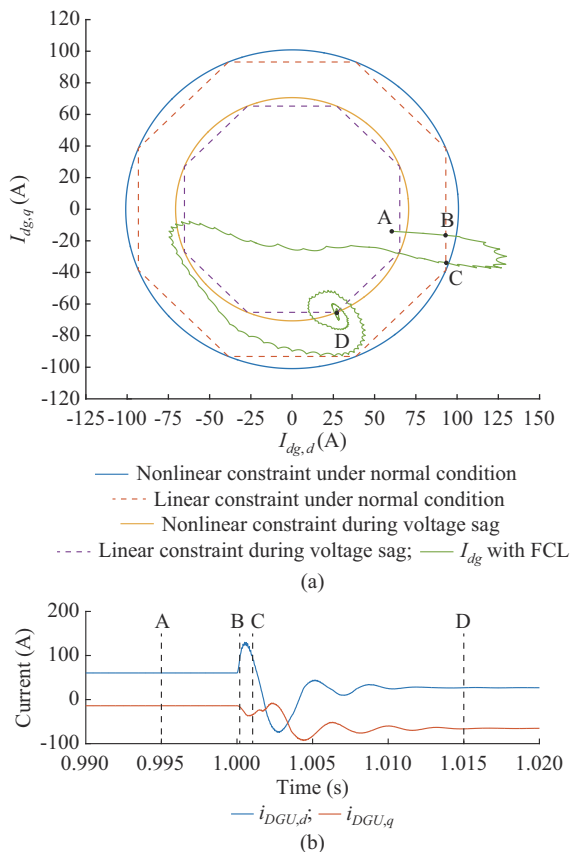 120
100
80
60
40
20
0
-20
-40
-60
-80
-100
-120
I_{dg,q}(A)
A
B
C
D
-125 -100 -75 -50 -25 0 25 50 75 100 125 150
I_{dg,d}(A)
Nonlinear constraint under normal condition
Linear constraint under normal condition
Nonlinear constraint during voltage sag
Linear constraint during voltage sag; I_{dg} with FCL
(a)
200
100
0
-100
Current (A)
A B C D
0.990 0.995 1.000 1.005 1.010 1.015 1.020
Time (s)
i_{DGU,d}; i_{DGU,q}
(b)